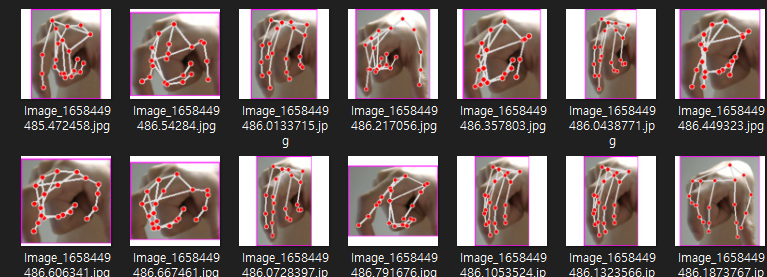 Image_1658449
485.472458.jpg
Image_1658449
486.54284.jpg
Image_1658449
486.0133715.jp
g
Image_1658449
486.217056.jpg
Image_1658449
486.357803.jpg
Image_1658449
486.0438771.jp
g
Image_1658449
486.449323.jpg
Image_1658449
486.606341.jpg
Image_1658449
486.667461.jpg
Image_1658449
486.0728397.jp
Image_1658449
486.791676.jpg
Image_1658449
486.1053524.jp
Image_1658449
486.1323566.jp
Image_1658449
486.1873767.jp